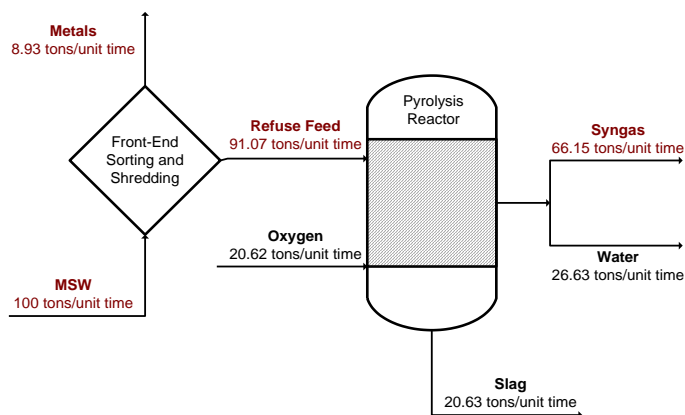 Metals
8.93 tons/unit time
Front-End
Sorting and
Shredding
MSW
100 tons/unit time
Refuse Feed
91.07 tons/unit time
Oxygen
20.62 tons/unit time
Pyrolysis
Reactor
Syngas
66.15 tons/unit time
Water
26.63 tons/unit time
Slag
20.63 tons/unit time